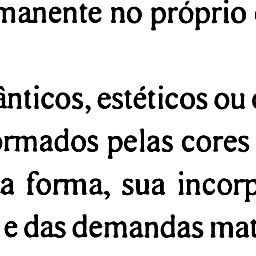 manente no próprio
ânticos, estéticos ou
ormados pelas cores
a forma, sua incorp
e das demandas mat